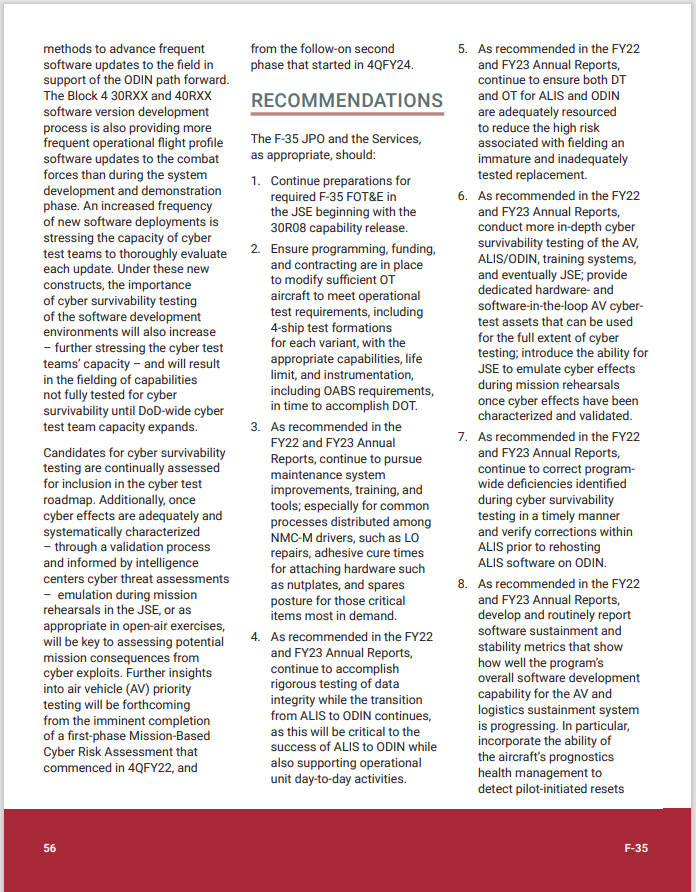 methods to advance frequent
software updates to the field in
support of the ODIN path forward.
The Block 4 30RXX and 40RXX
software version development
process is also providing more
frequent operational flight profile
software updates to the combat
forces than during the system
development and demonstration
phase. An increased frequency
of new software deployments is
stressing the capacity of cyber
test teams to thoroughly evaluate
each update. Under these new
constructs, the importance
of cyber survivability testing
of the software development
environments will also increase
– further stressing the cyber test
teams’ capacity – and will result
in the fielding of capabilities
not fully tested for cyber
survivability until DoD-wide cyber
test team capacity expands.
Candidates for cyber survivability
testing are continually assessed
for inclusion in the cyber test
roadmap. Additionally, once
cyber effects are adequately and
systematically characterized
– through a validation process
and informed by intelligence
centers cyber threat assessments
– emulation during mission
rehearsals in the JSE, or as
appropriate in open-air exercises,
will be key to assessing potential
mission consequences from
cyber exploits. Further insights
into air vehicle (AV) priority
testing will be forthcoming
from the imminent completion
of a first-phase Mission-Based
Cyber Risk Assessment that
commenced in 4QFY22, and
from the follow-on second
phase that started in 4QFY24.
RECOMMENDATIONS
The F-35 JPO and the Services,
as appropriate, should:
1. Continue preparations for
required F-35 FOT&E in
the JSE beginning with the
30R08 capability release.
2. Ensure programming, funding,
and contracting are in place
to modify sufficient OT
aircraft to meet operational
test requirements, including
4-ship test formations
for each variant, with the
appropriate capabilities, life
limit, and instrumentation,
including OABS requirements,
in time to accomplish DOT.
3. As recommended in the
FY22 and FY23 Annual
Reports, continue to pursue
maintenance system
improvements, training, and
tools; especially for common
processes distributed among
NMC-M drivers, such as LO
repairs, adhesive cure times
for attaching hardware such
as nutplates, and spares
posture for those critical
items most in demand.
4. As recommended in the FY22
and FY23 Annual Reports,
continue to accomplish
rigorous testing of data
integrity while the transition
from ALIS to ODIN continues,
as this will be critical to the
success of ALIS to ODIN while
also supporting operational
unit day-to-day activities.
5. As recommended in the FY22
and FY23 Annual Reports,
continue to ensure both DT
and OT for ALIS and ODIN
are adequately resourced
to reduce the high risk
associated with fielding an
immature and inadequately
tested replacement.
6. As recommended in the FY22
and FY23 Annual Reports,
conduct more in-depth cyber
survivability testing of the AV,
ALIS/ODIN, training systems,
and eventually JSE; provide
dedicated hardware- and
software-in-the-loop AV cyber-
test assets that can be used
for the full extent of cyber
testing; introduce the ability for
JSE to emulate cyber effects
during mission rehearsals
once cyber effects have been
characterized and validated.
7. As recommended in the FY22
and FY23 Annual Reports,
continue to correct program-
wide deficiencies identified
during cyber survivability
testing in a timely manner
and verify corrections within
ALIS prior to rehosting
ALIS software on ODIN.
8. As recommended in the FY22
and FY23 Annual Reports,
develop and routinely report
software sustainment and
stability metrics that show
how well the program’s
overall software development
capability for the AV and
logistics sustainment system
is progressing. In particular,
incorporate the ability of
the aircraft’s prognostics
health management to
detect pilot-initiated resets
56
F-35